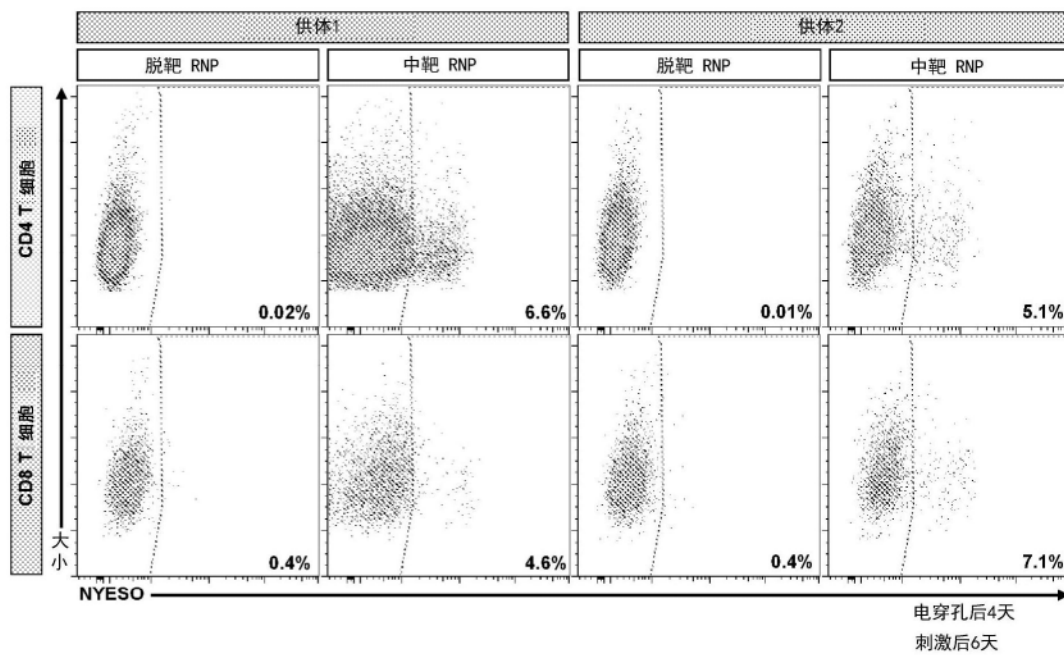 供体1 供体2
脱靶 RNP 中靶 RNP 脱靶 RNP 中靶 RNP
CD4 T 细胞
0.02% 6.6% 0.01% 5.1%
CD8 T 细胞
大小
0.4% 4.6% 0.4% 7.1%
NYESO
电穿孔后4天
刺激后6天